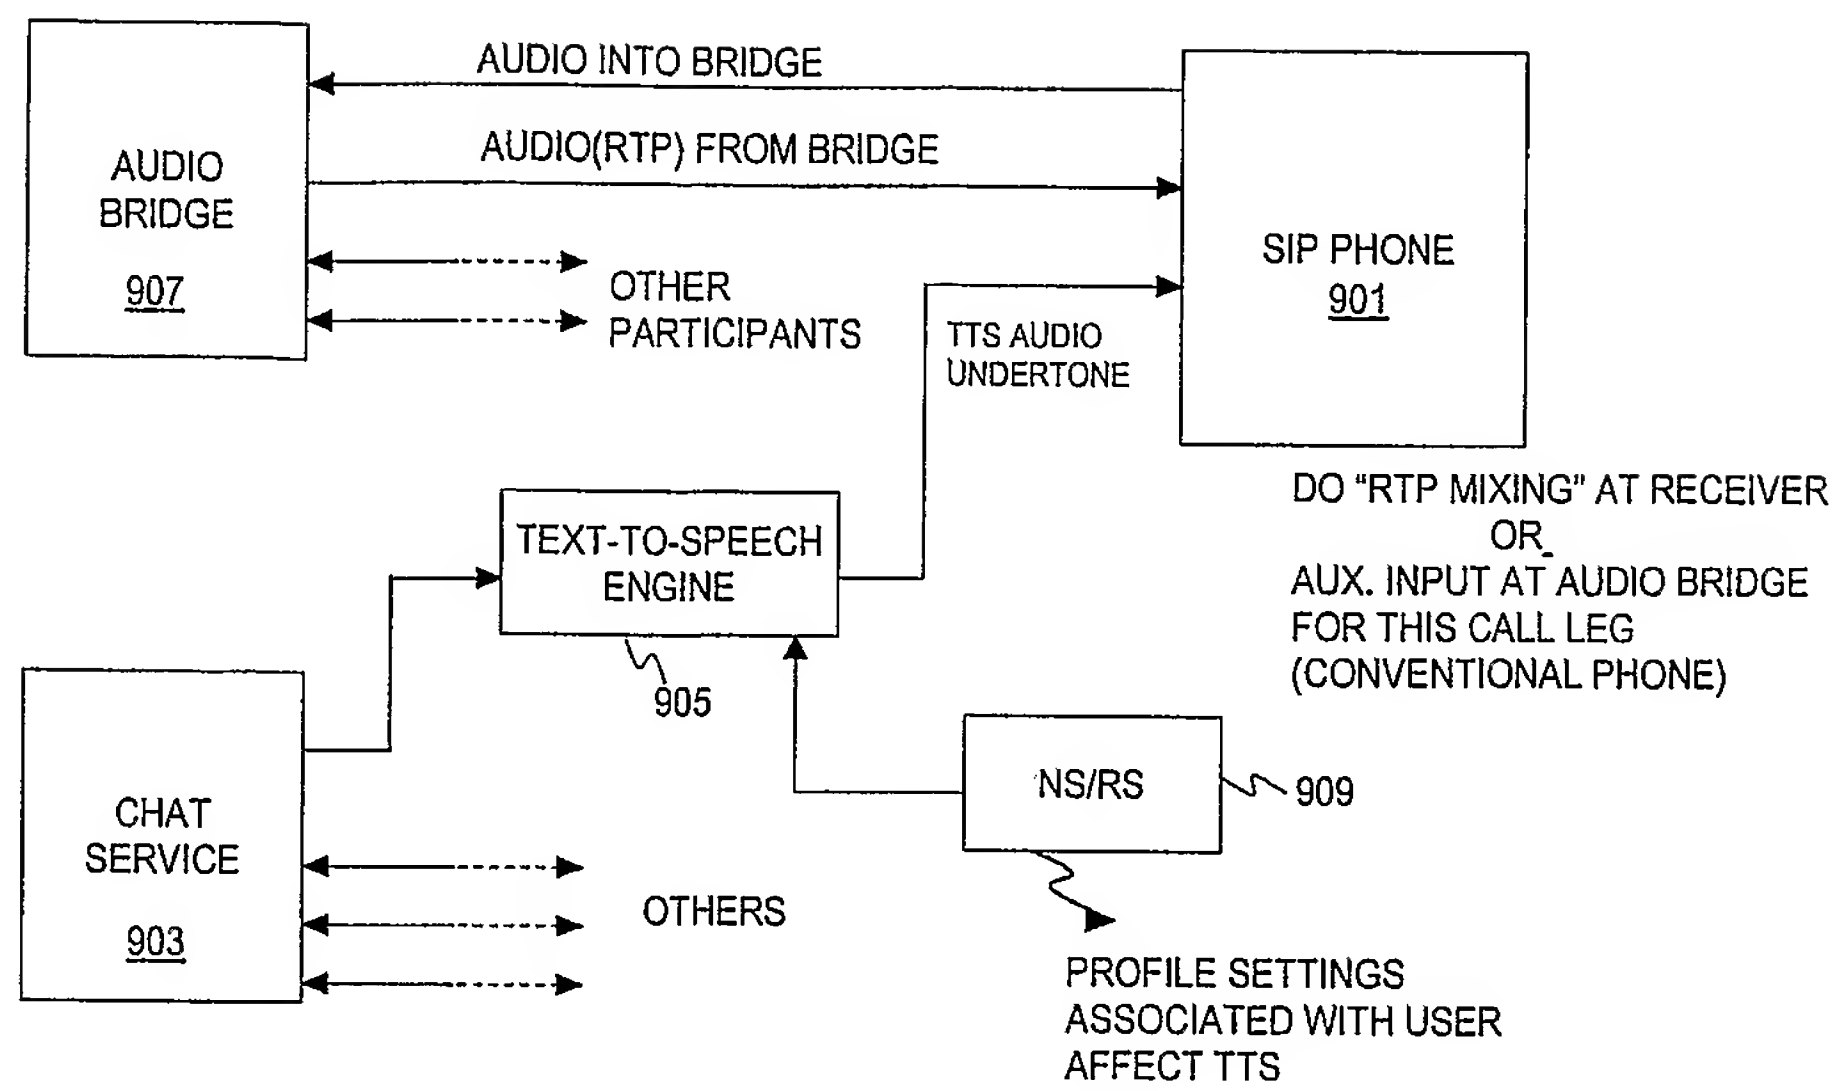 AUDIO INTO BRIDGE
AUDIO(RTP) FROM BRIDGE
AUDIO
BRIDGE
907
OTHER
PARTICIPANTS
SIP PHONE
901
TTS AUDIO
UNDERTONE
DO “RTP MIXING” AT RECEIVER
OR
AUX. INPUT AT AUDIO BRIDGE
FOR THIS CALL LEG
(CONVENTIONAL PHONE)
TEXT-TO-SPEECH
ENGINE
905
NS/RS
909
CHAT
SERVICE
903
OTHERS
PROFILE SETTINGS
ASSOCIATED WITH USER
AFFECT TTS